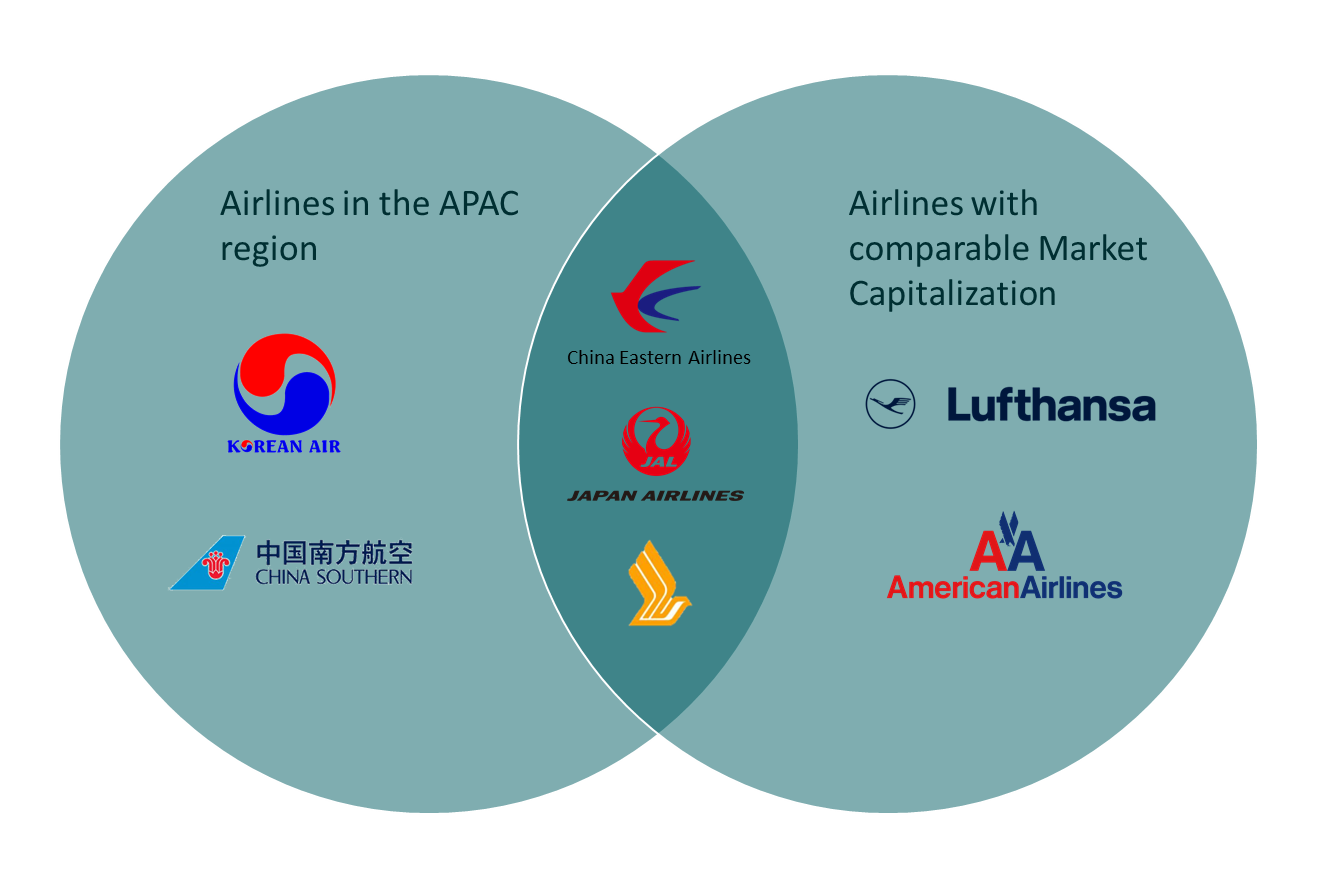 Airlines in the APAC
region
KOREAN AIR
中国南方航空
CHINA SOUTHERN
China Eastern Airlines
JAL
JAPAN AIRLINES
Airlines with
comparable Market
Capitalization
Lufthansa
AA
AmericanAirlines